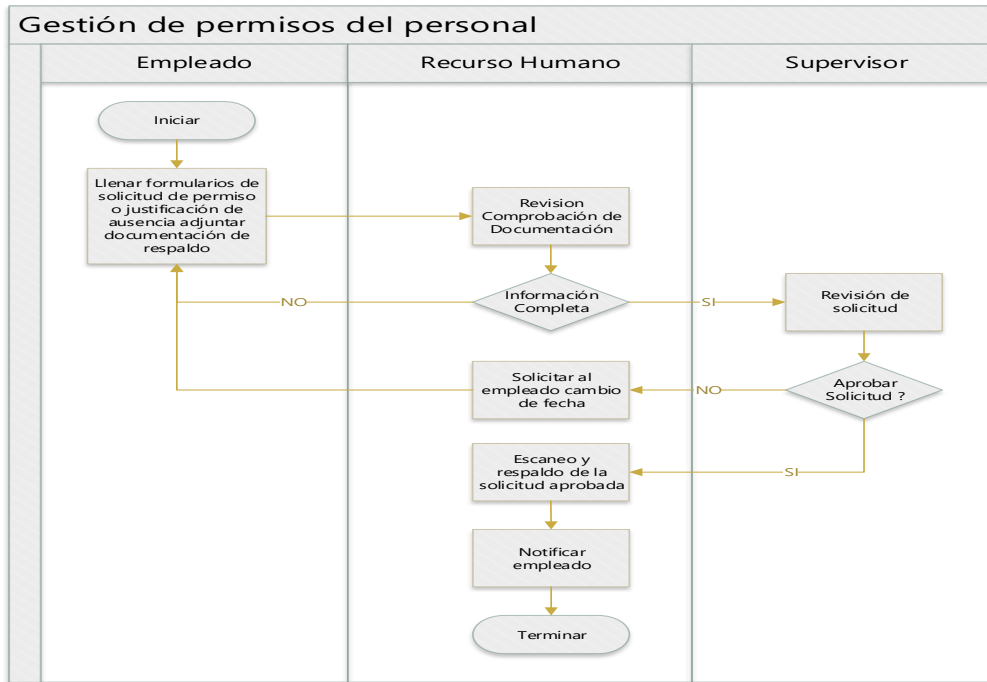 Gestión de permisos del personal
Empleado
Recurso Humano
Supervisor
Iniciar
Llenar formularios de
solicitud de permiso
o justificación de
ausencia adjuntar
documentación de
respaldo
Revision
Comprobación de
Documentación
Información
Completa
NO
SI
Revisión de
solicitud
Aprobar
Solicitud ?
NO
Solicitar al
empleado cambio
de fecha
SI
Escaneo y
respaldo de la
solicitud aprobada
Notificar
empleado
Terminar